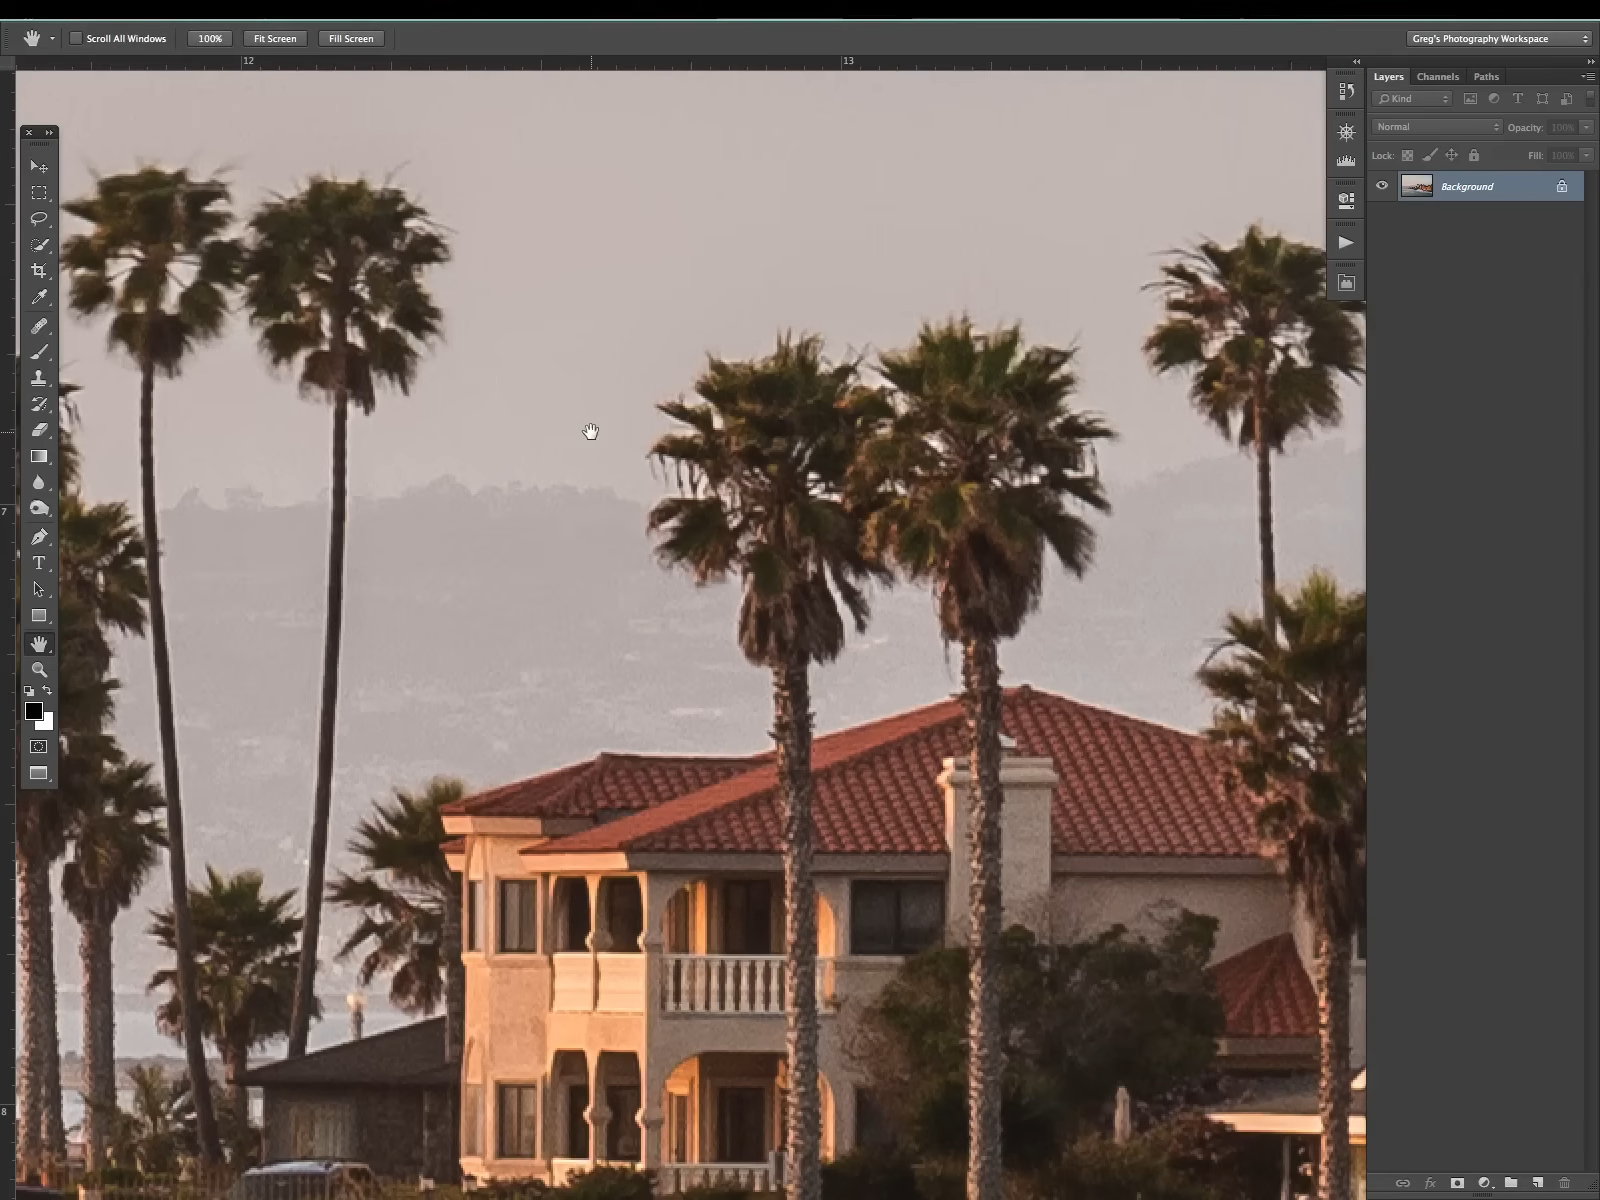 Scroll All Windows 100% Fit Screen Fill Screen Greg's Photography Workspace
12 13
Layers Channels Paths
Kind T
Normal Opacity: 100%
Lock: Fill: 100%
Background
7
T
8
fx